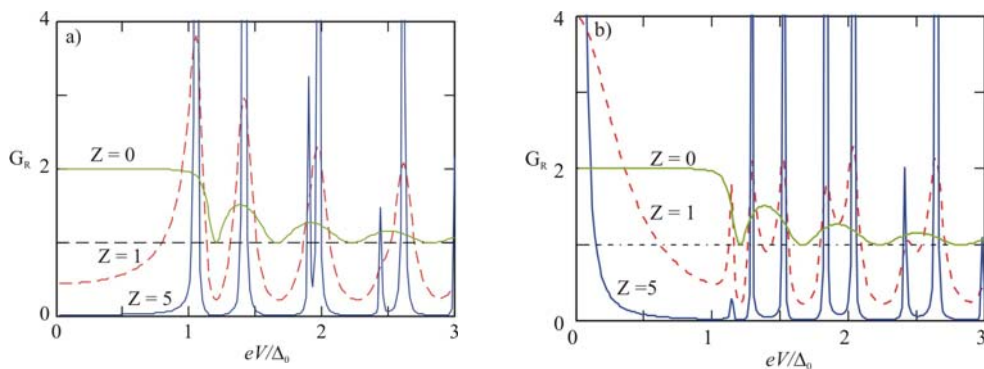 4
a)
Z = 0
G_R 2
Z = 1
Z = 5
0
0 1 2 3
eV/Δ₀
4
b)
Z = 0
G_R 2
Z = 1
Z =5
0
0 1 2 3
eV/Δ₀